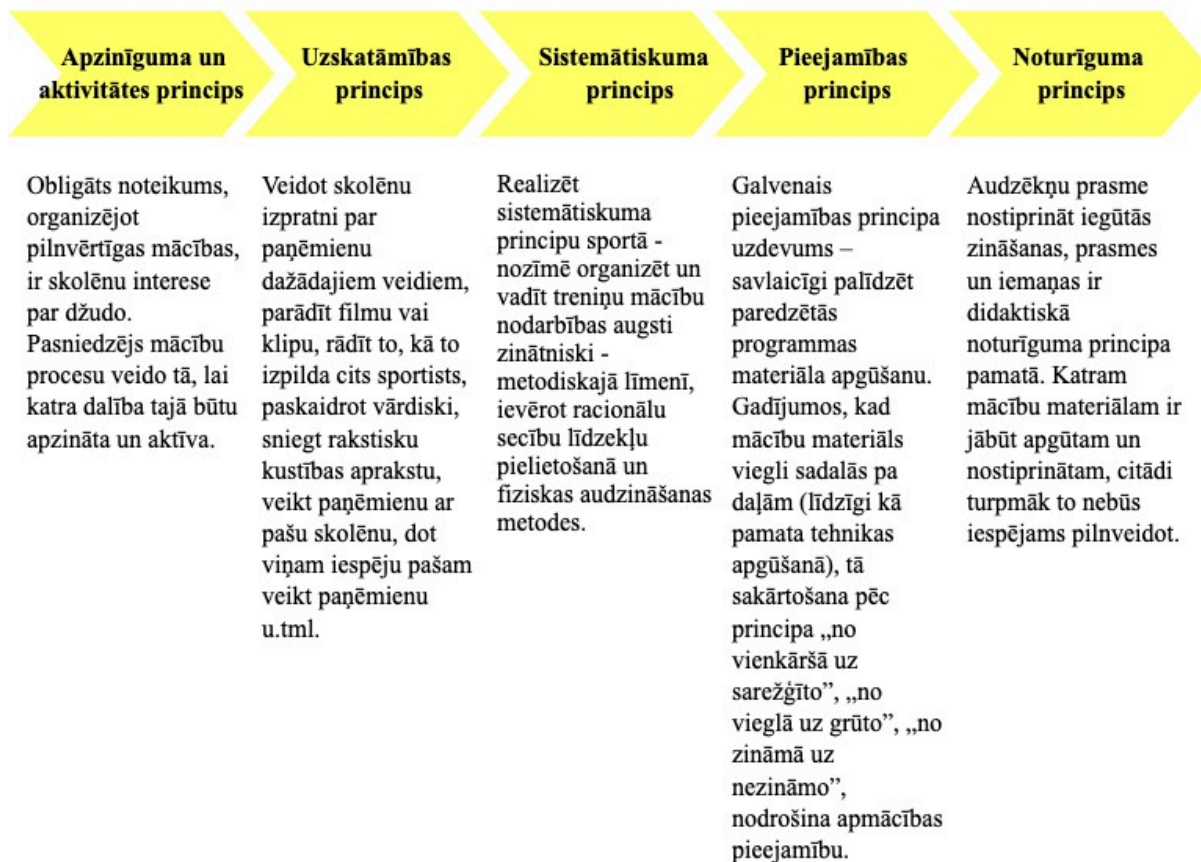 Apzinīguma un
aktivitātes princips
Uzskatāmības
princips
Sistemātiskuma
princips
Pieejamības
princips
Noturīguma
princips
Obligāts noteikums,
organizējot
pilnvērtīgas mācības,
ir skolēnu interese
par džudo.
Pasniedzējs mācību
procesu veido tā, lai
katra dalība tajā būtu
apzināta un aktīva.
Veidot skolēnu
izpratni par
paņēmienu
dažādajiem veidiem,
parādīt filmu vai
klipu, rādīt to, kā to
izpilda cits sportists,
paskaidrot vārdiski,
sniegt rakstisku
kustības aprakstu,
veikt paņēmienu ar
pašu skolēnu, dot
viņam iespēju pašam
veikt paņēmienu
u.tml.
Realizēt
sistemātiskuma
principu sportā -
nozīmē organizēt un
vadīt treniņu mācību
nodarbības augsti
zinātniski -
metodiskajā līmenī,
ievērot racionālu
secību līdzekļu
pielietošanā un
fiziskas audzināšanas
metodes.
Galvenais
pieejamības principa
uzdevums –
savlaicīgi palīdzēt
paredzētās
programmas
materiāla apgūšanu.
Gadījumos, kad
mācību materiāls
viegli sadalās pa
daļām (līdzīgi kā
pamata tehnikas
apgūšanā), tā
sakārtošana pēc
principa „no
vienkāršā uz
sarežģīto”, „no
vieglā uz grūto”, „no
zināmā uz
nezināmo”,
nodrošina apmācības
pieejamību.
Audzēkņu prasme
nostiprināt iegūtās
zināšanas, prasmes
un iemaņas ir
didaktiskā
noturīguma principa
pamatā. Katram
mācību materiālam ir
jābūt apgūtam un
nostiprinātam, citādi
turpmāk to nebūs
iespējams pilnveidot.